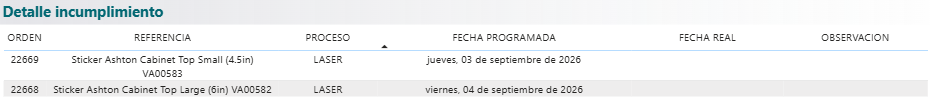 Detalle incumplimiento
ORDEN REFERENCIA PROCESO FECHA PROGRAMADA FECHA REAL OBSERVACION
22669 Sticker Ashton Cabinet Top Small (4.5in) LASER jueves, 03 de septiembre de 2026
VA00583
22668 Sticker Ashton Cabinet Top Large (6in) VA00582 LASER viernes, 04 de septiembre de 2026